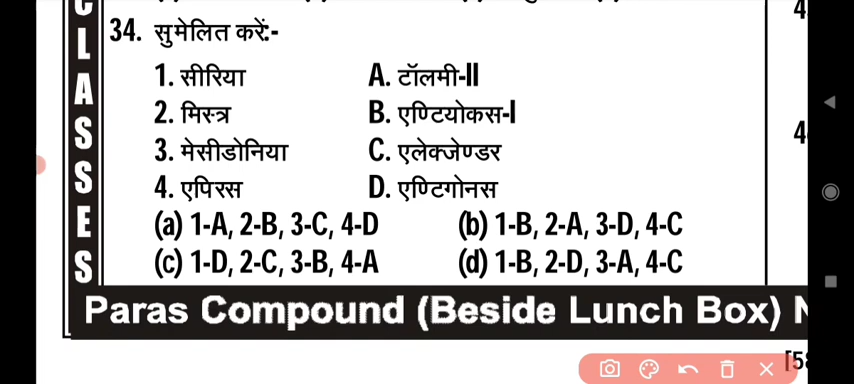 CLASSES
34. सुमेलित करें:-
1. सीरिया A. टॉलमी-II
2. मिस्त्र B. एण्टियोकस-I
3. मेसीडोनिया C. एलेक्जेण्डर
4. एपिरस D. एण्टिगोनस
(a) 1-A, 2-B, 3-C, 4-D (b) 1-B, 2-A, 3-D, 4-C
(c) 1-D, 2-C, 3-B, 4-A (d) 1-B, 2-D, 3-A, 4-C
Paras Compound (Beside Lunch Box)